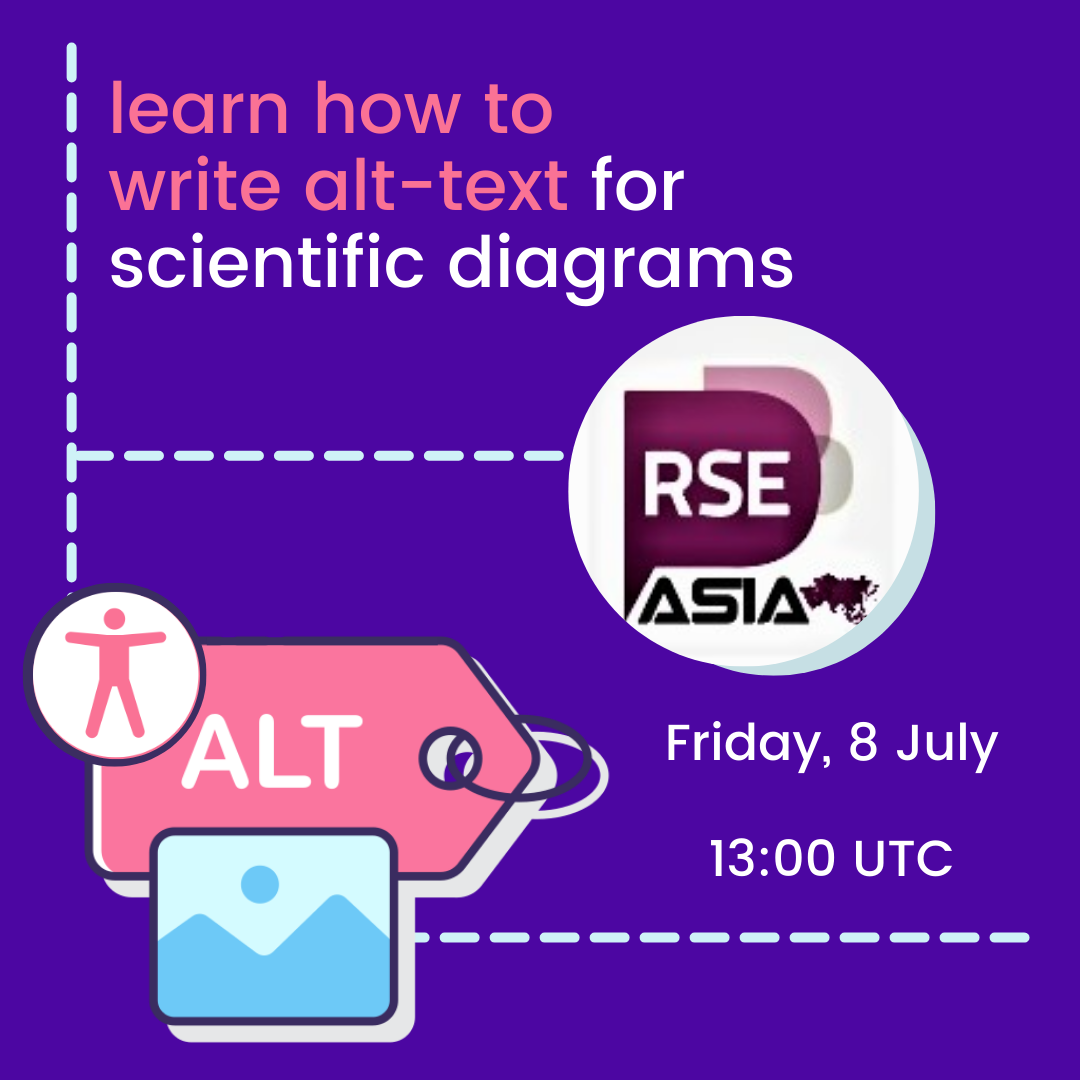 learn how to
write alt-text for
scientific diagrams
RSE
ASIA
ALT
Friday, 8 July
13:00 UTC